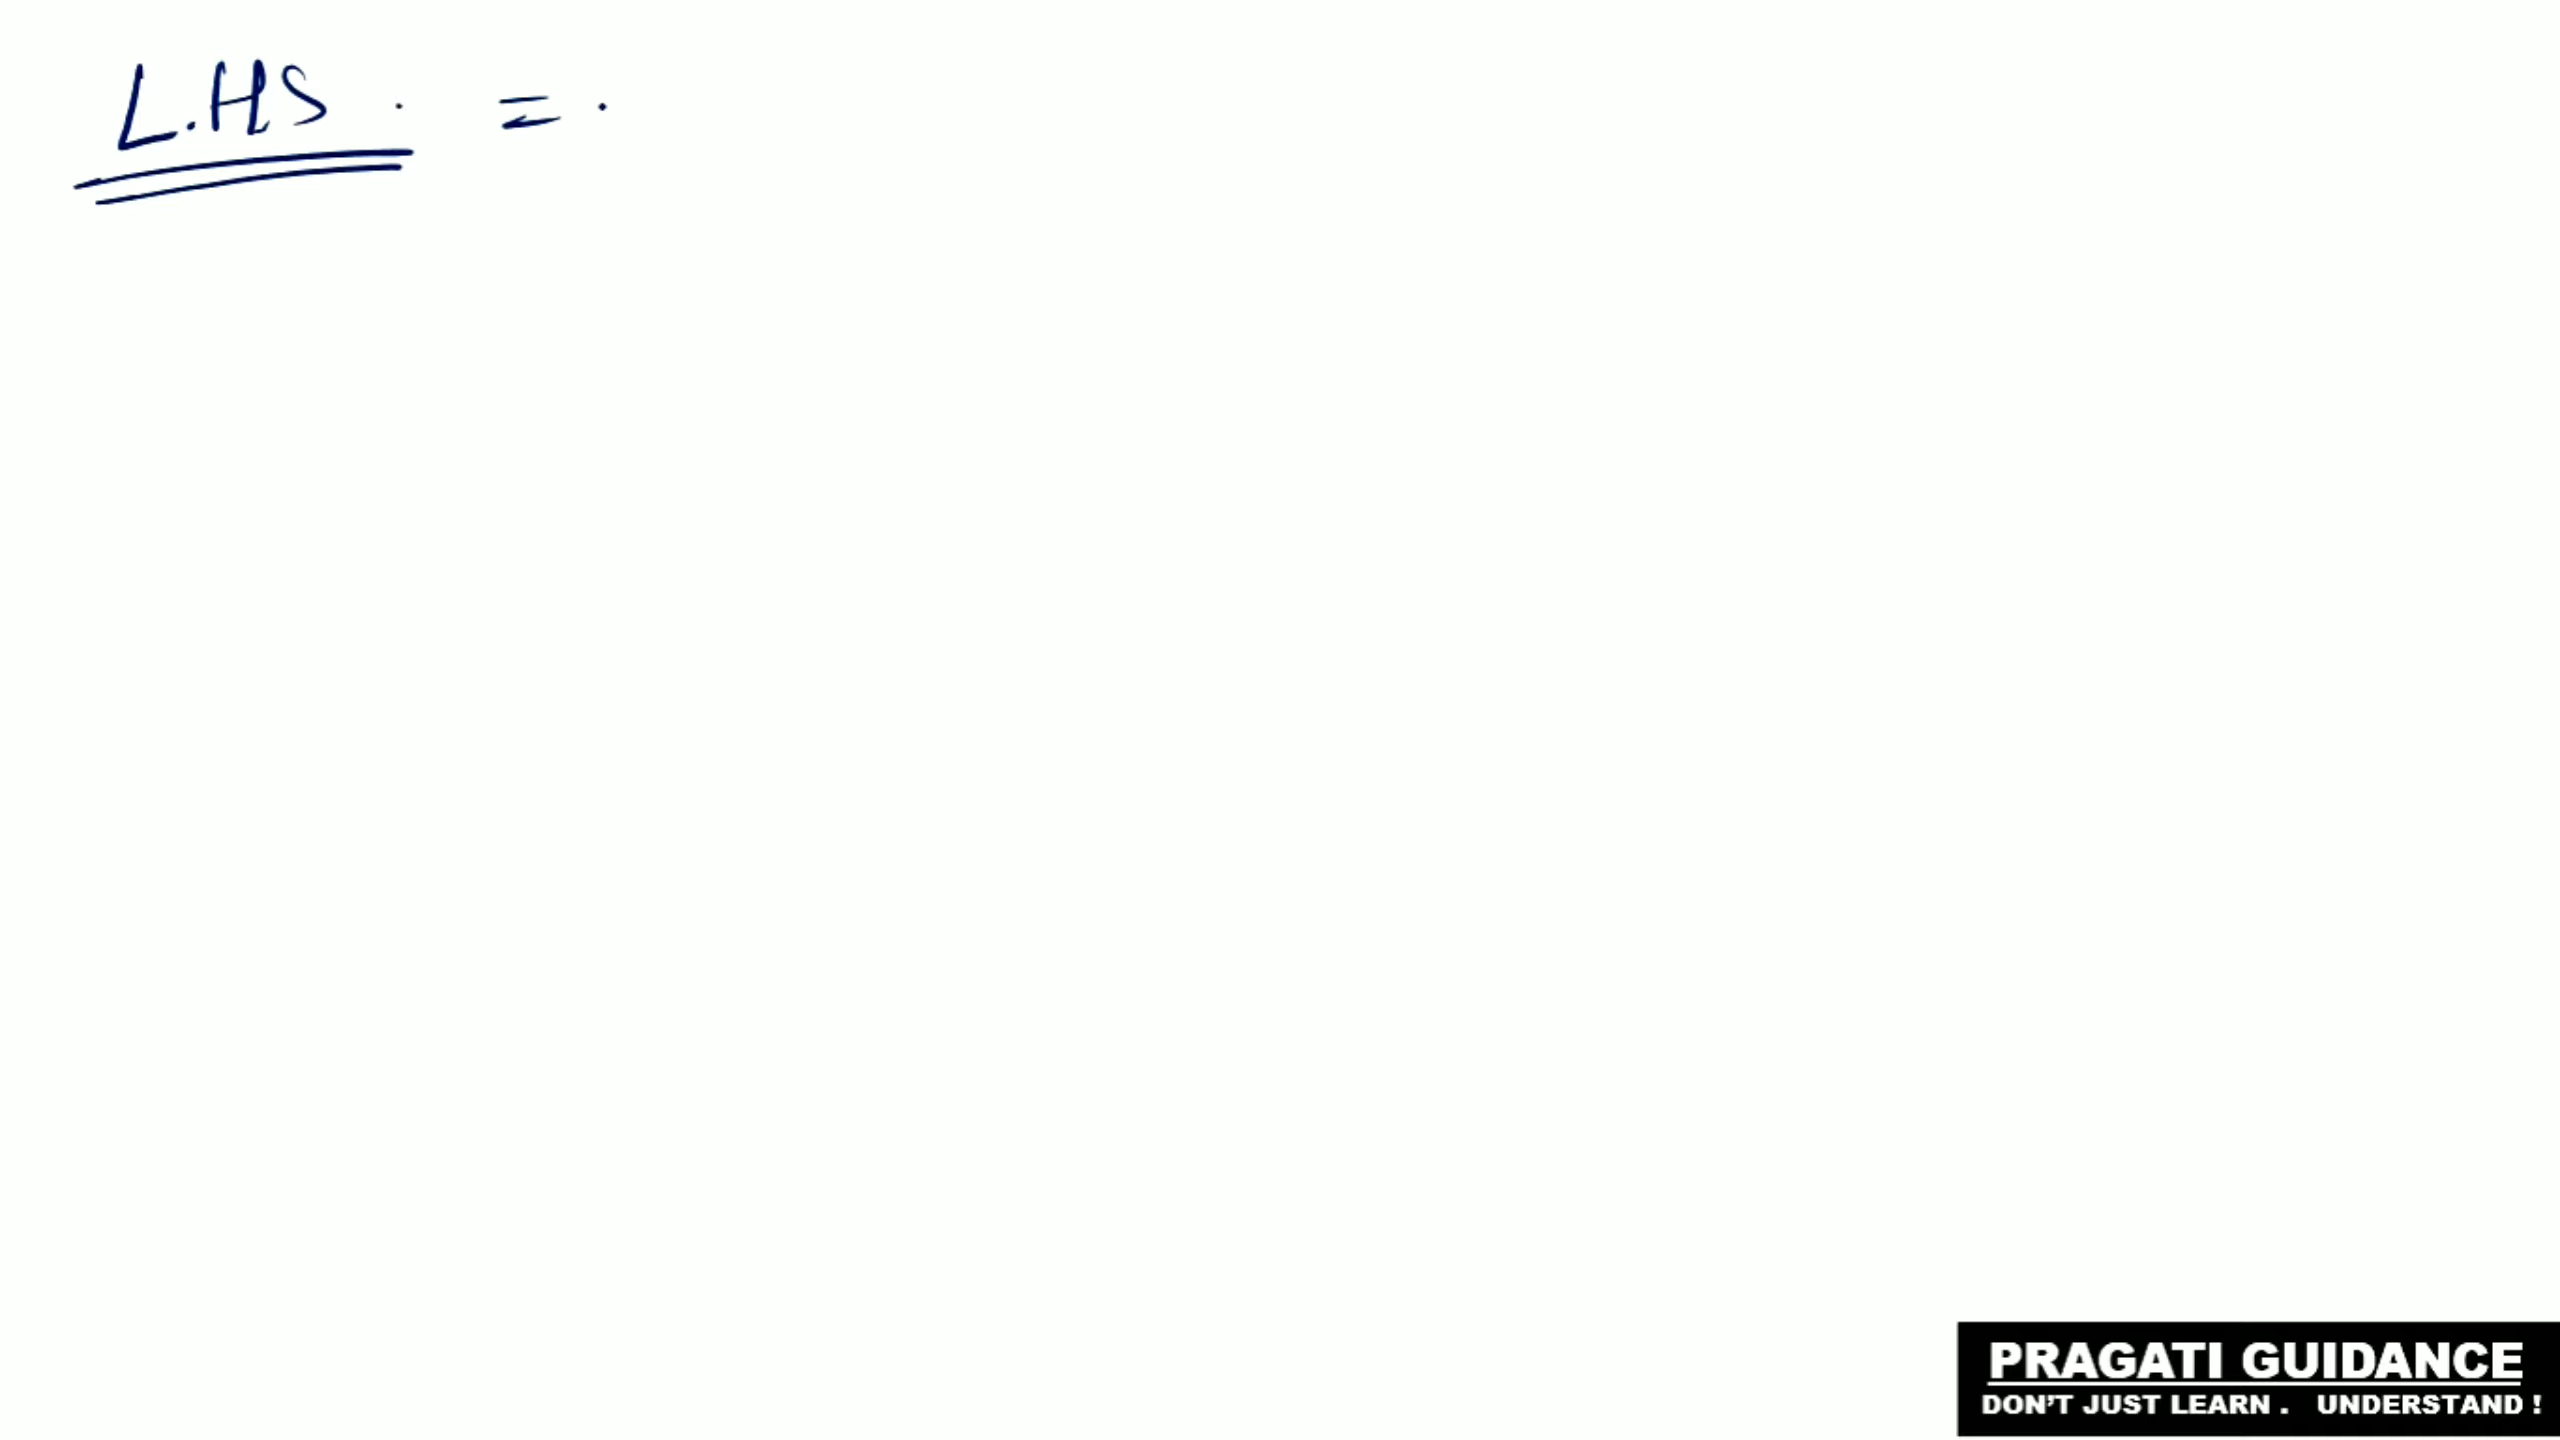 L.HS . = .
PRAGATI GUIDANCE
DON'T JUST LEARN . UNDERSTAND !